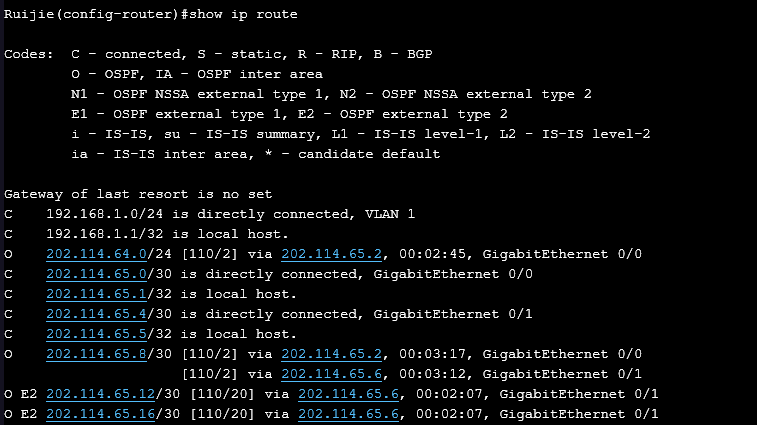 Ruijie(config-router)#show ip route
Codes:  C - connected, S - static, R - RIP, B - BGP
        O - OSPF, IA - OSPF inter area
        N1 - OSPF NSSA external type 1, N2 - OSPF NSSA external type 2
        E1 - OSPF external type 1, E2 - OSPF external type 2
        i - IS-IS, su - IS-IS summary, L1 - IS-IS level-1, L2 - IS-IS level-2
        ia - IS-IS inter area, * - candidate default
Gateway of last resort is no set
C    192.168.1.0/24 is directly connected, VLAN 1
C    192.168.1.1/32 is local host.
O    202.114.64.0/24 [110/2] via 202.114.65.2, 00:02:45, GigabitEthernet 0/0
C    202.114.65.0/30 is directly connected, GigabitEthernet 0/0
C    202.114.65.1/32 is local host.
C    202.114.65.4/30 is directly connected, GigabitEthernet 0/1
C    202.114.65.5/32 is local host.
O    202.114.65.8/30 [110/2] via 202.114.65.2, 00:03:17, GigabitEthernet 0/0
                     [110/2] via 202.114.65.6, 00:03:12, GigabitEthernet 0/1
O E2 202.114.65.12/30 [110/20] via 202.114.65.6, 00:02:07, GigabitEthernet 0/1
O E2 202.114.65.16/30 [110/20] via 202.114.65.6, 00:02:07, GigabitEthernet 0/1